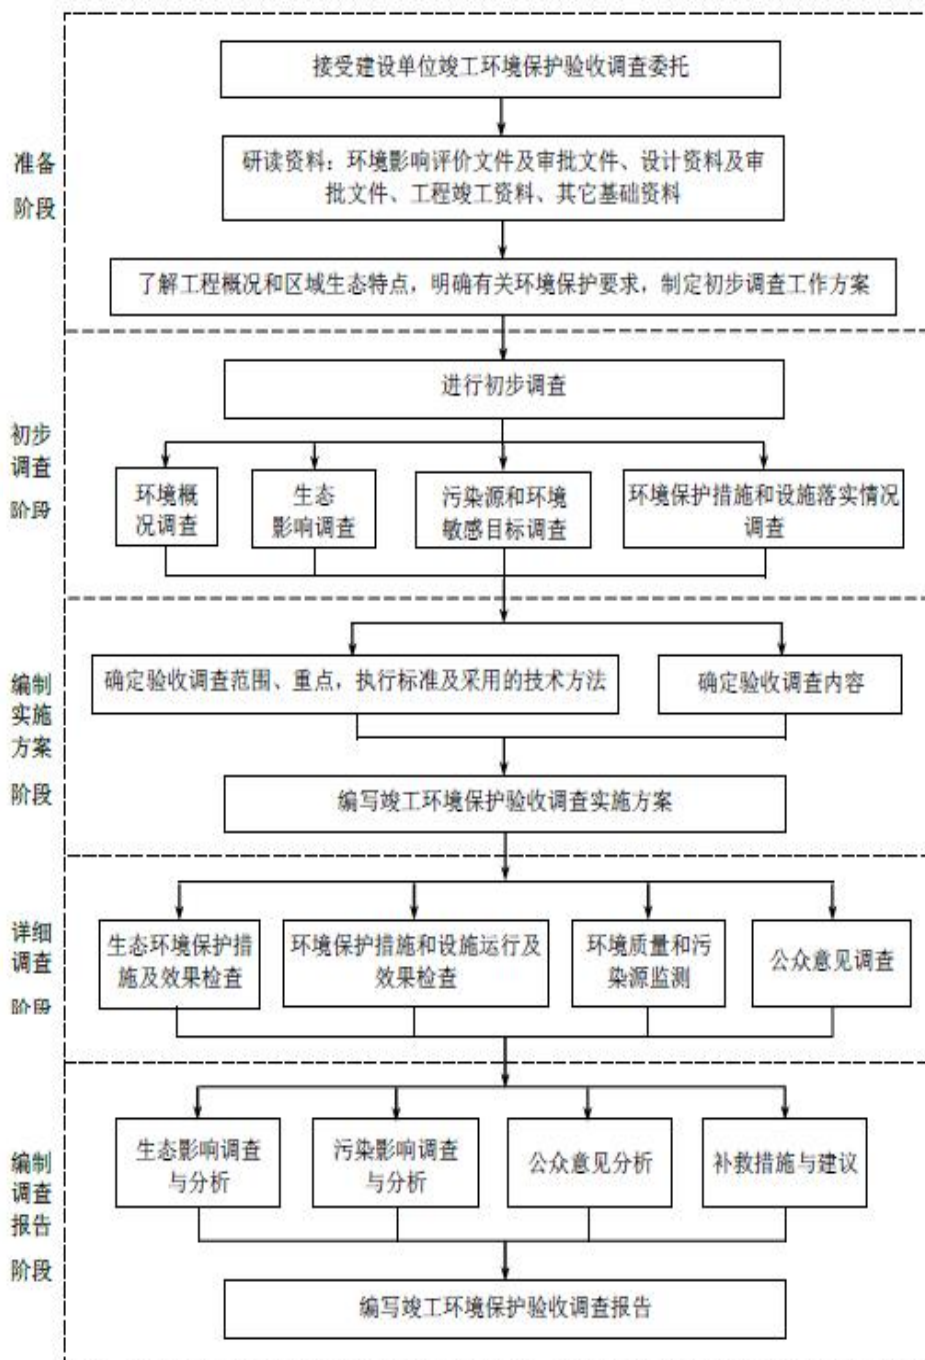 准备
阶段
接受建设单位竣工环境保护验收调查委托
研读资料：环境影响评价文件及审批文件、设计资料及审
批文件、工程竣工资料、其它基础资料
了解工程概况和区域生态特点，明确有关环境保护要求，制定初步调查工作方案
初步
调查
阶段
进行初步调查
环境概
况调查
生态
影响调查
污染源和环境
敏感目标调查
环境保护措施和设施落实情况
调查
编制
实施
方案
阶段
确定验收调查范围、重点，执行标准及采用的技术方法
确定验收调查内容
编写竣工环境保护验收调查实施方案
详细
调查
阶段
生态环境保护措
施及效果检查
环境保护措施和设施运行及
效果检查
环境质量和污
染源监测
公众意见调查
编制
调查
报告
阶段
生态影响调查
与分析
污染影响调查
与分析
公众意见分析
补救措施与建议
编写竣工环境保护验收调查报告